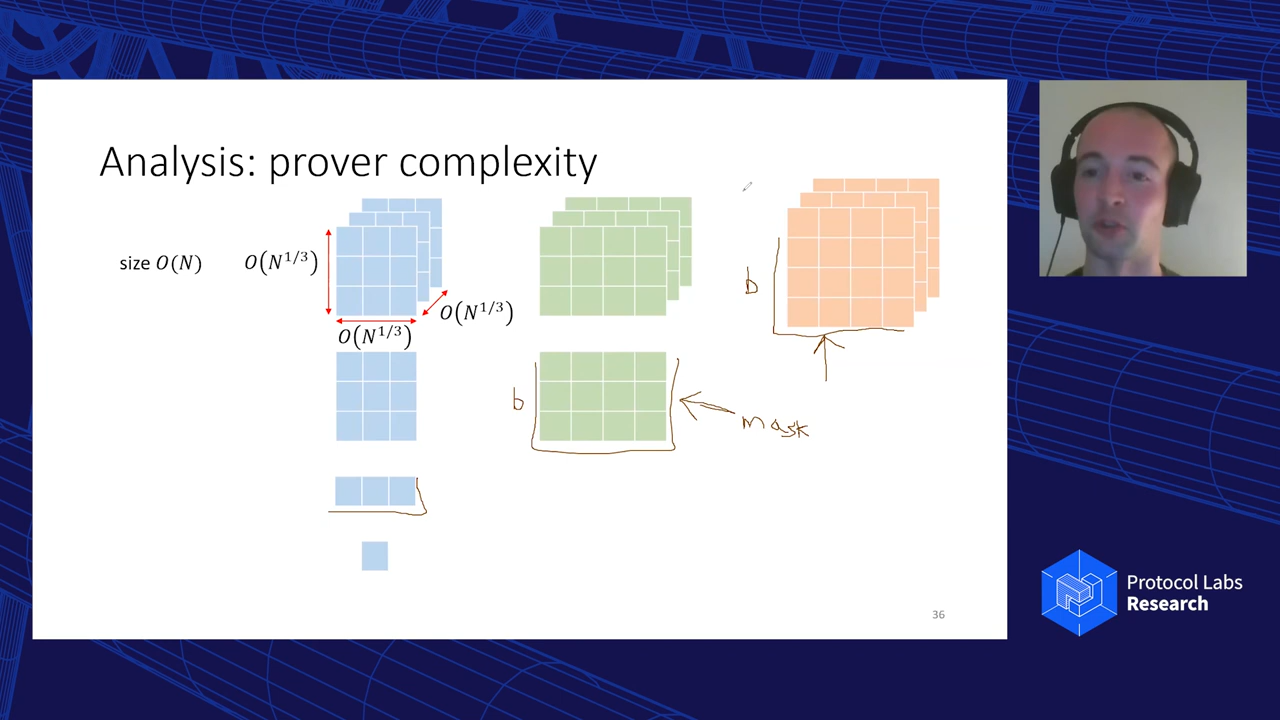 Analysis: prover complexity
size O(N)
O(N^{1/3})
O(N^{1/3})
O(N^{1/3})
b
b
mask
36
Protocol Labs
Research